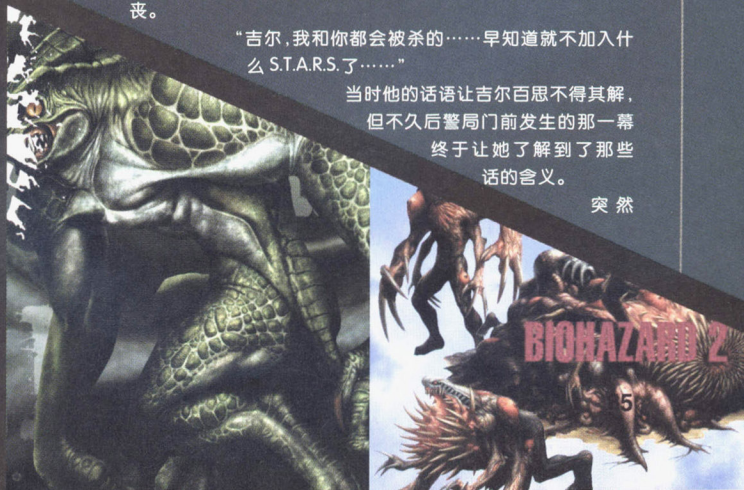 丧。
“吉尔,我和你都会被杀的……早知道就不加入什
么 S.T.A.R.S.了……”
当时他的话语让吉尔百思不得其解,
但不久后警局门前发生的那一幕
终于让她了解到了那些
话的含义。
突然
BIOHAZARD 2
5